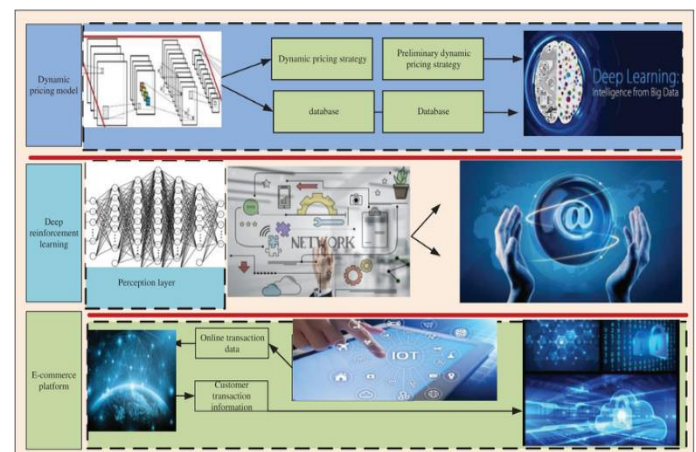 Dynamic
pricing model
Dynamic pricing strategy
Preliminary dynamic
pricing strategy
database
Database
Deep Learning:
Intelligence from Big Data
Deep
reinforcement
learning
Perception layer
NETWORK
@
E-commerce
platform
Online transaction
data
Customer
transaction
information
IOT